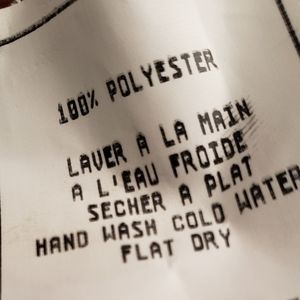 100% POLYESTER
LAVER A LA MAIN
A L'EAU FROIDE
SECHER A PLAT
HAND WASH COLD WATER
FLAT DRY